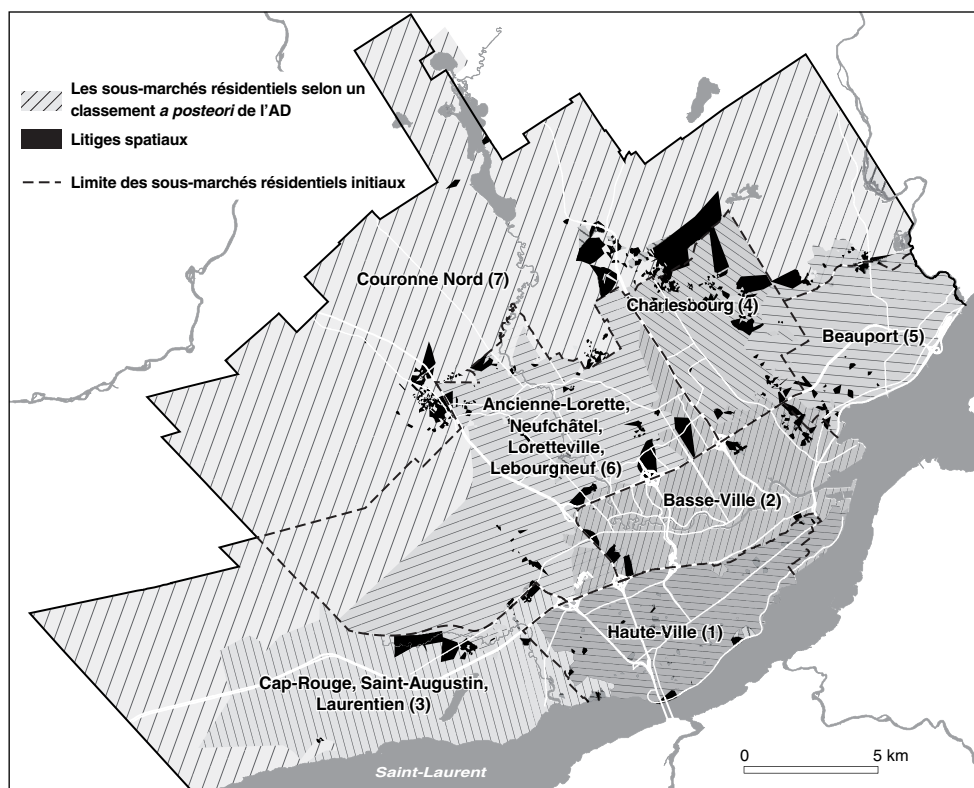 Les sous-marchés résidentiels selon un
classement a posteori de l'AD
Litiges spatiaux
Limite des sous-marchés résidentiels initiaux
Couronne Nord (7)
Charlesbourg (4)
Beauport (5)
Ancienne-Lorette,
Neufchâtel,
Loretteville,
Lebourgneuf (6)
Basse-Ville (2)
Haute-Ville (1)
Cap-Rouge, Saint-Augustin,
Laurentien (3)
Saint-Laurent
0 5 km